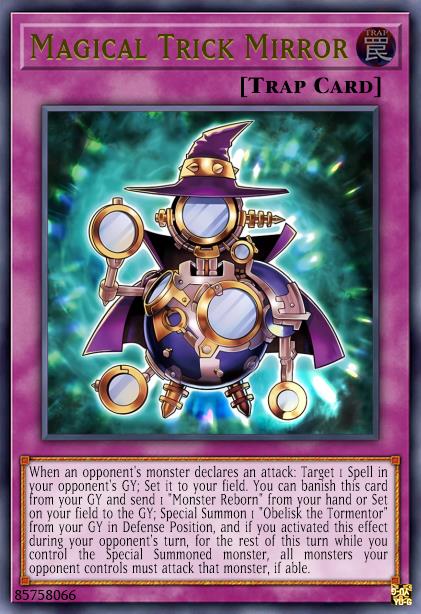 MAGICAL TRICK MIRROR
TRAP
罠
[TRAP CARD]
When an opponent's monster declares an attack: Target 1 Spell in
your opponent's GY; Set it to your field. You can banish this card
from your GY and send 1 "Monster Reborn" from your hand or Set
on your field to the GY; Special Summon 1 "Obelisk the Tormentor"
from your GY in Defense Position, and if you activated this effect
during your opponent's turn, for the rest of this turn while you
control the Special Summoned monster, all monsters your
opponent controls must attack that monster, if able.
85758066